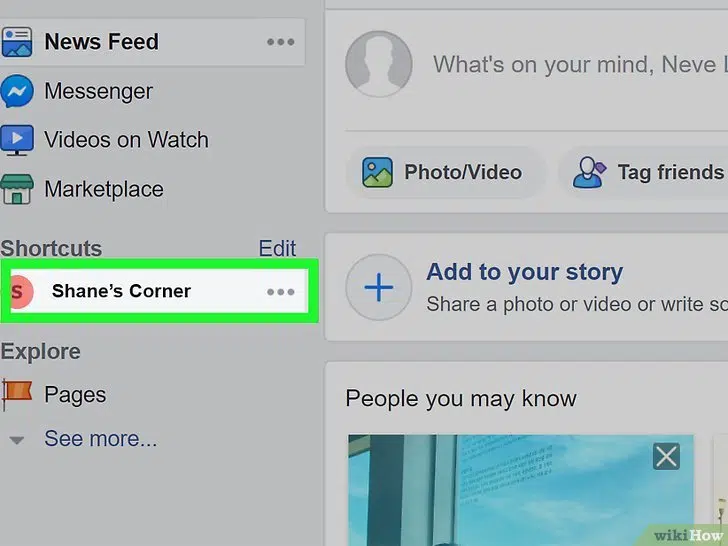 News Feed
Messenger
Videos on Watch
Marketplace
Shortcuts
Edit
S
Shane’s Corner
Explore
Pages
See more...
What's on your mind, Neve L
Photo/Video
Tag friends
Add to your story
Share a photo or video or write so
People you may know
wikiHow